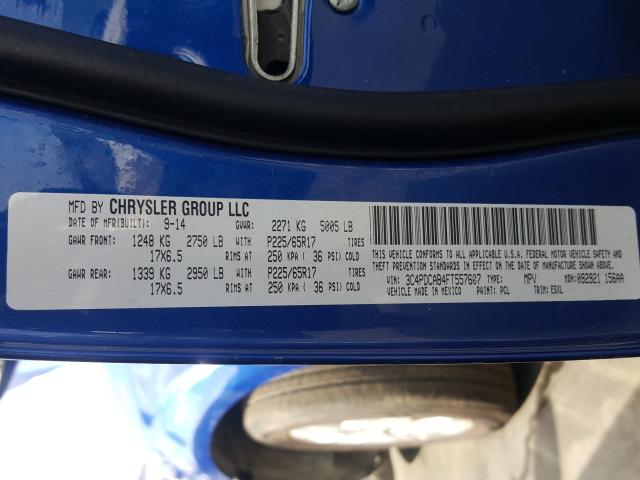 MFD BY CHRYSLER GROUP LLC
DATE OF MFR(BUILT): 9-14 GVWR: 2271 KG 5005 LB
GAWR FRONT: 1248 KG 2750 LB WITH P225/65R17 TIRES
17X6.5 RIMS AT 250 KPA ( 36 PSI) COLD
GAWR REAR: 1339 KG 2950 LB WITH P225/65R17 TIRES
17X6.5 RIMS AT 250 KPA ( 36 PSI) COLD
THIS VEHICLE CONFORMS TO ALL APPLICABLE U.S.A. FEDERAL MOTOR VEHICLE SAFETY AND
THEFT PREVENTION STANDARDS IN EFFECT ON THE DATE OF MANUFACTURE SHOWN ABOVE.
VIN: 3C4PDCAB4FT557607 TYPE: MPV MDH: 092921 156AA
VEHICLE MADE IN MEXICO PAINT: PCL TRIM: E5XL